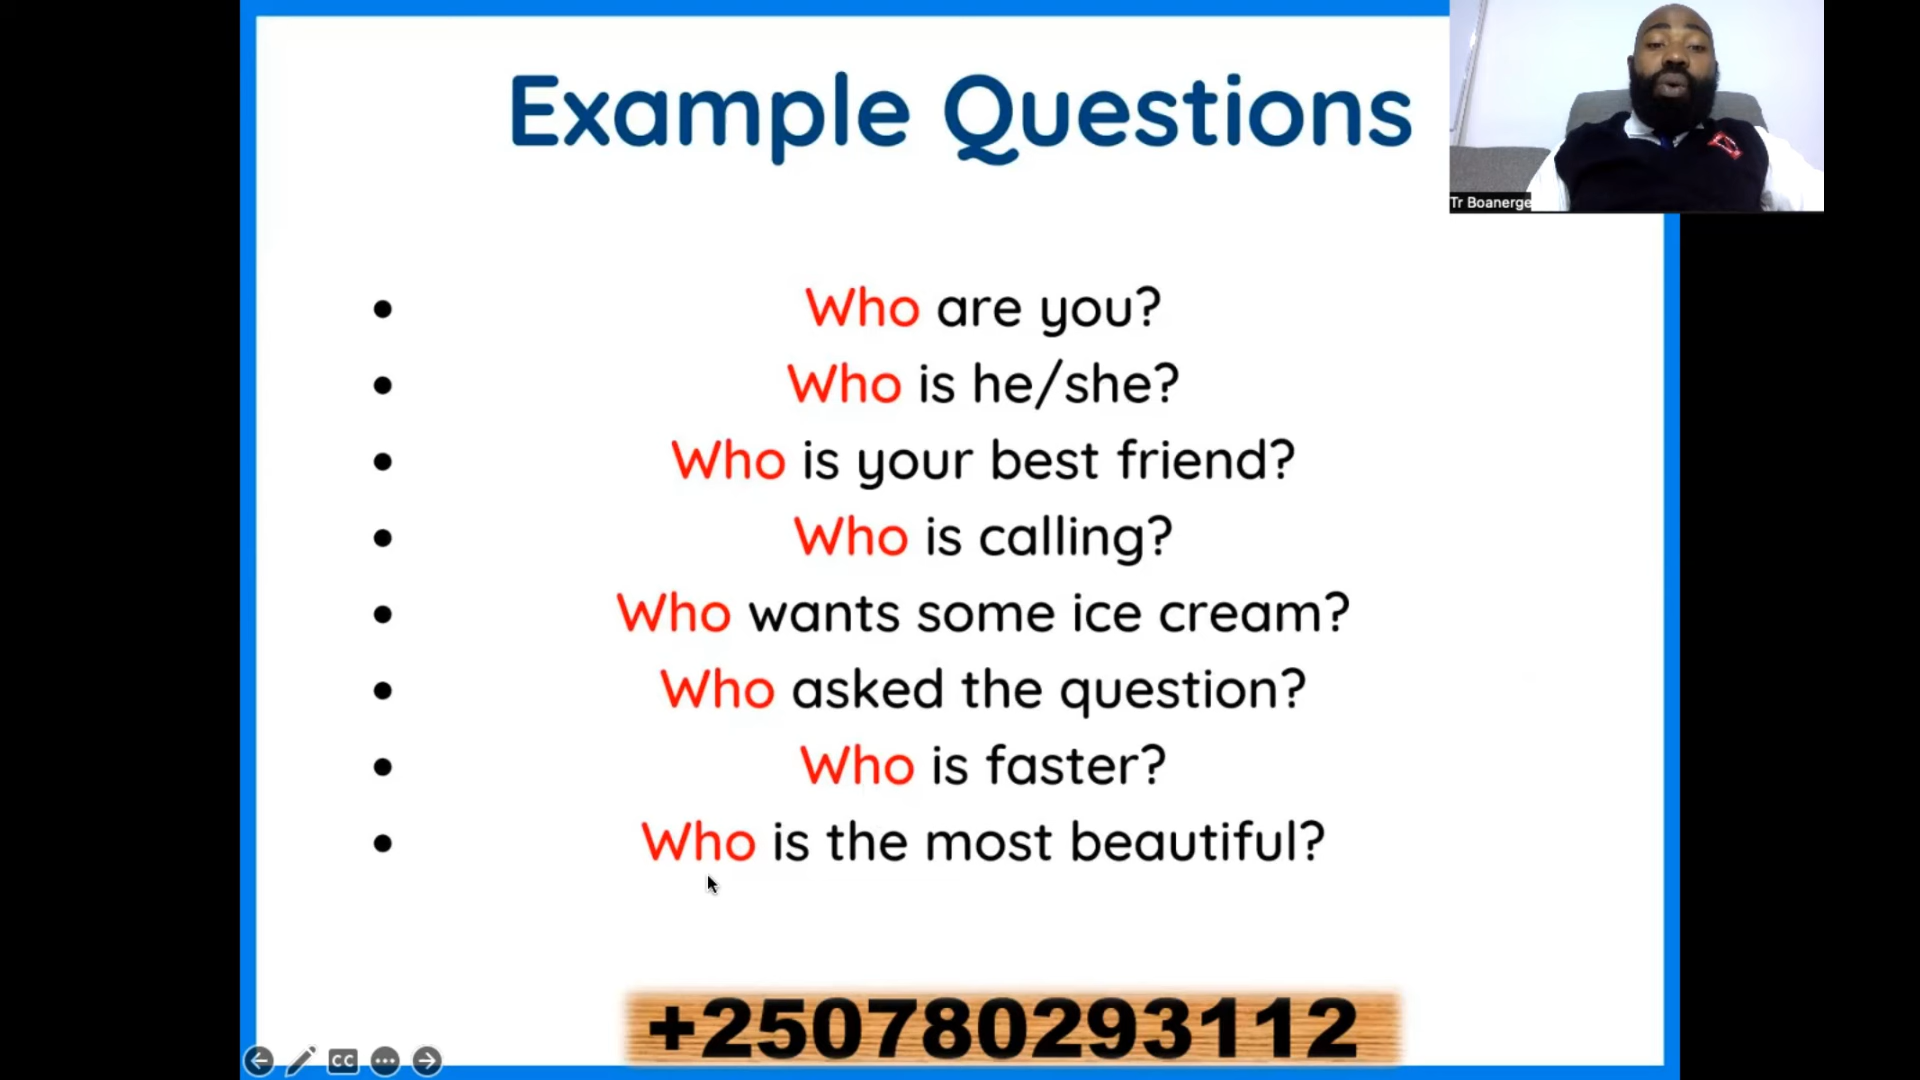 Example Questions
Tr Boanerge
• Who are you?
• Who is he/she?
• Who is your best friend?
• Who is calling?
• Who wants some ice cream?
• Who asked the question?
• Who is faster?
• Who is the most beautiful?
+250780293112
CC